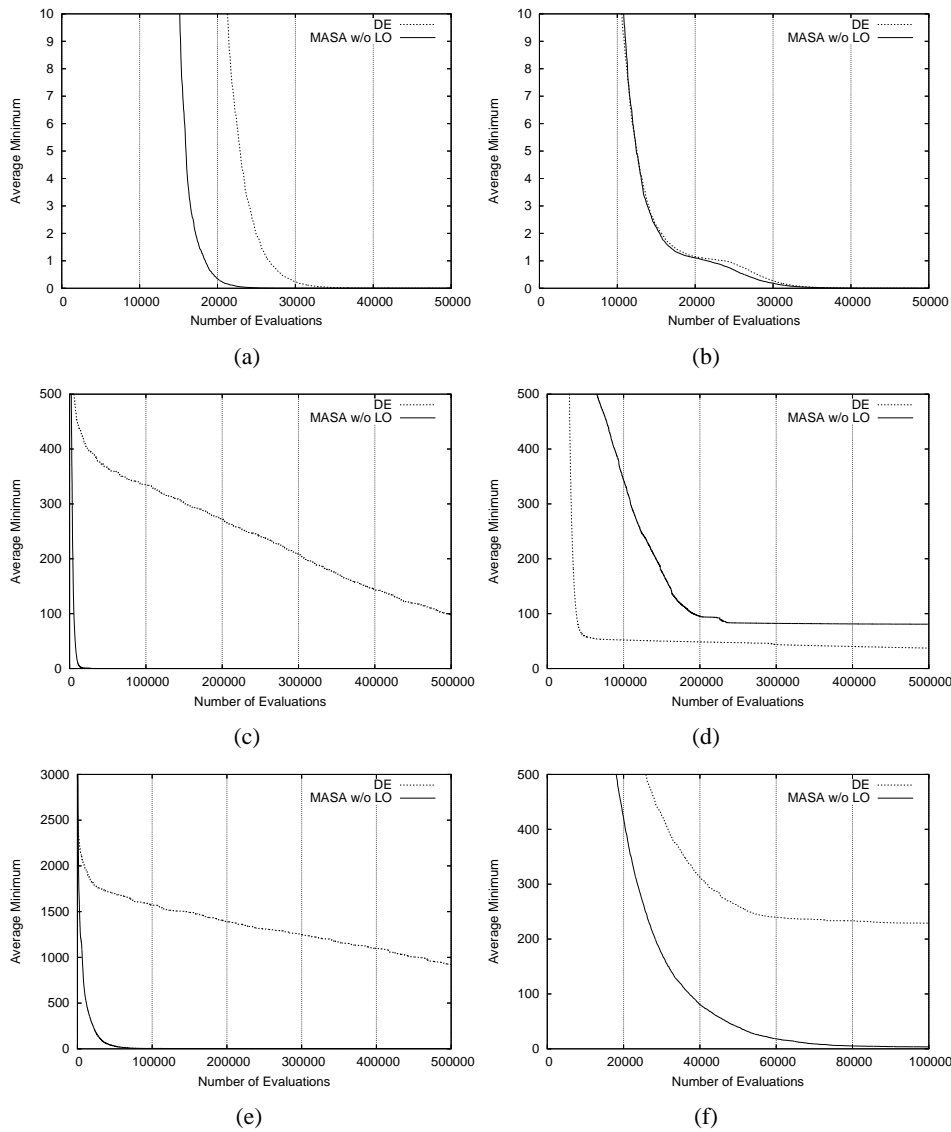 10
9
8
7
6
5
4
3
2
1
0
Average Minimum
DE
MASA w/o LO
0 10000 20000 30000 40000 50000
Number of Evaluations
(a)
10
9
8
7
6
5
4
3
2
1
0
Average Minimum
DE
MASA w/o LO
0 10000 20000 30000 40000 50000
Number of Evaluations
(b)
500
400
300
200
100
0
Average Minimum
DE
MASA w/o LO
0 100000 200000 300000 400000 500000
Number of Evaluations
(c)
500
400
300
200
100
0
Average Minimum
DE
MASA w/o LO
0 100000 200000 300000 400000 500000
Number of Evaluations
(d)
3000
2500
2000
1500
1000
500
0
Average Minimum
DE
MASA w/o LO
0 100000 200000 300000 400000 500000
Number of Evaluations
(e)
500
400
300
200
100
0
Average Minimum
DE
MASA w/o LO
0 20000 40000 60000 80000 100000
Number of Evaluations
(f)